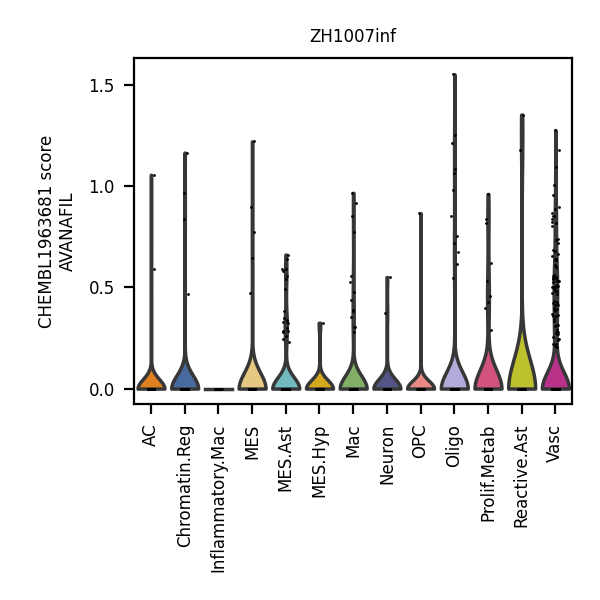 ZH1007inf
CHEMBL1963681 score
AVANAFIL
1.5
1.0
0.5
0.0
AC
Chromatin.Reg
Inflammatory.Mac
MES
MES.Ast
MES.Hyp
Mac
Neuron
OPC
Oligo
Prolif.Metab
Reactive.Ast
Vasc